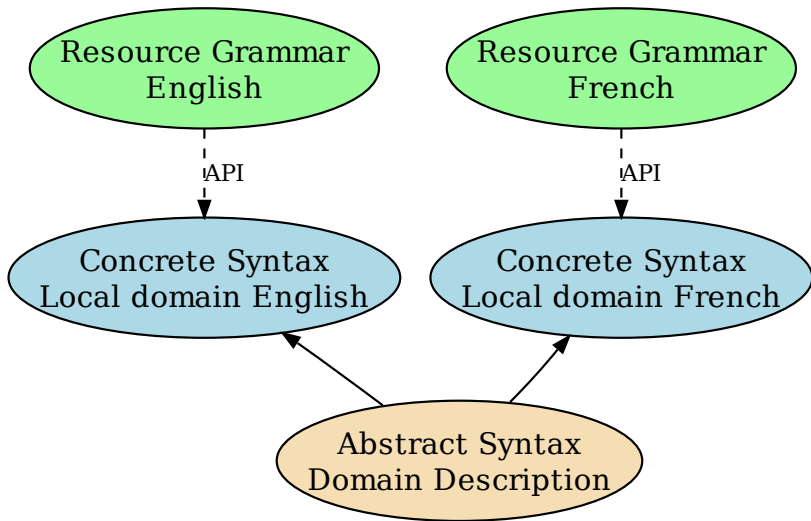 Resource Grammar
English
Resource Grammar
French
API
API
Concrete Syntax
Local domain English
Concrete Syntax
Local domain French
Abstract Syntax
Domain Description